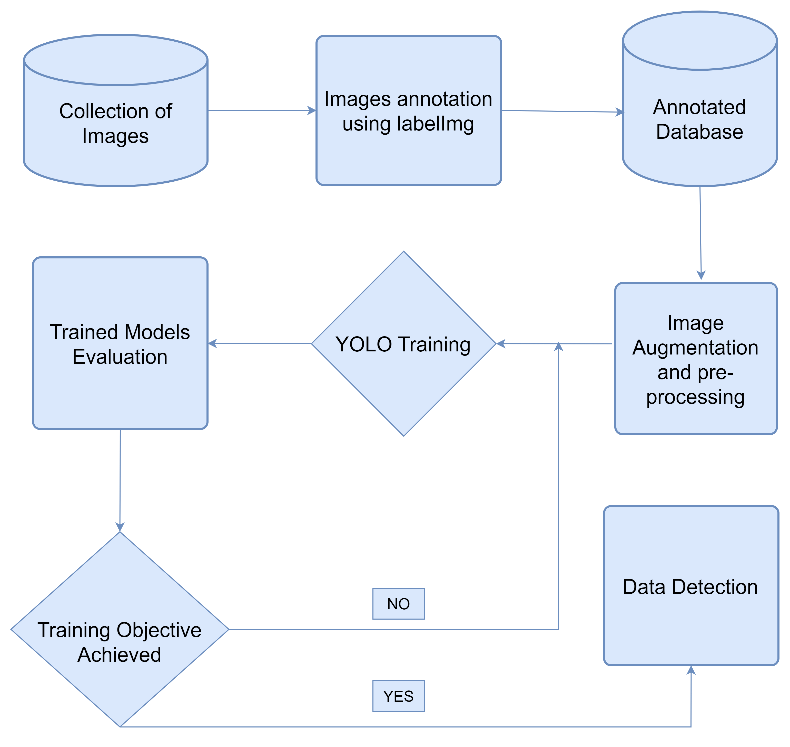 Collection of
Images
Images annotation
using labelImg
Annotated
Database
Image
Augmentation
and pre-
processing
YOLO Training
Trained Models
Evaluation
Training Objective
Achieved
NO
YES
Data Detection